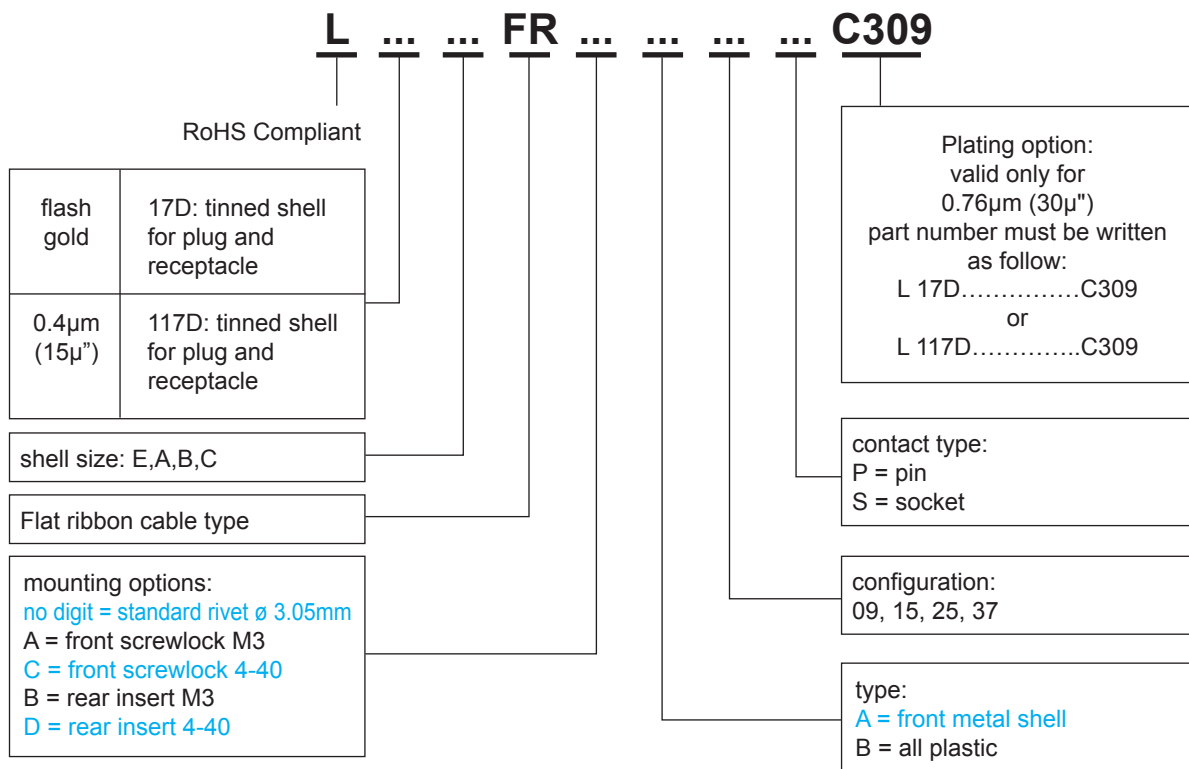 L ... ... FR ... ... ... ... C309
RoHS Compliant
flash
gold
17D: tinned shell
for plug and
receptacle
0.4µm
(15µ”)
117D: tinned shell
for plug and
receptacle
shell size: E,A,B,C
Flat ribbon cable type
mounting options:
no digit = standard rivet ø 3.05mm
A = front screwlock M3
C = front screwlock 4-40
B = rear insert M3
D = rear insert 4-40
Plating option:
valid only for
0.76µm (30µ")
part number must be written
as follow:
L 17D……………C309
or
L 117D…………..C309
contact type:
P = pin
S = socket
configuration:
09, 15, 25, 37
type:
A = front metal shell
B = all plastic